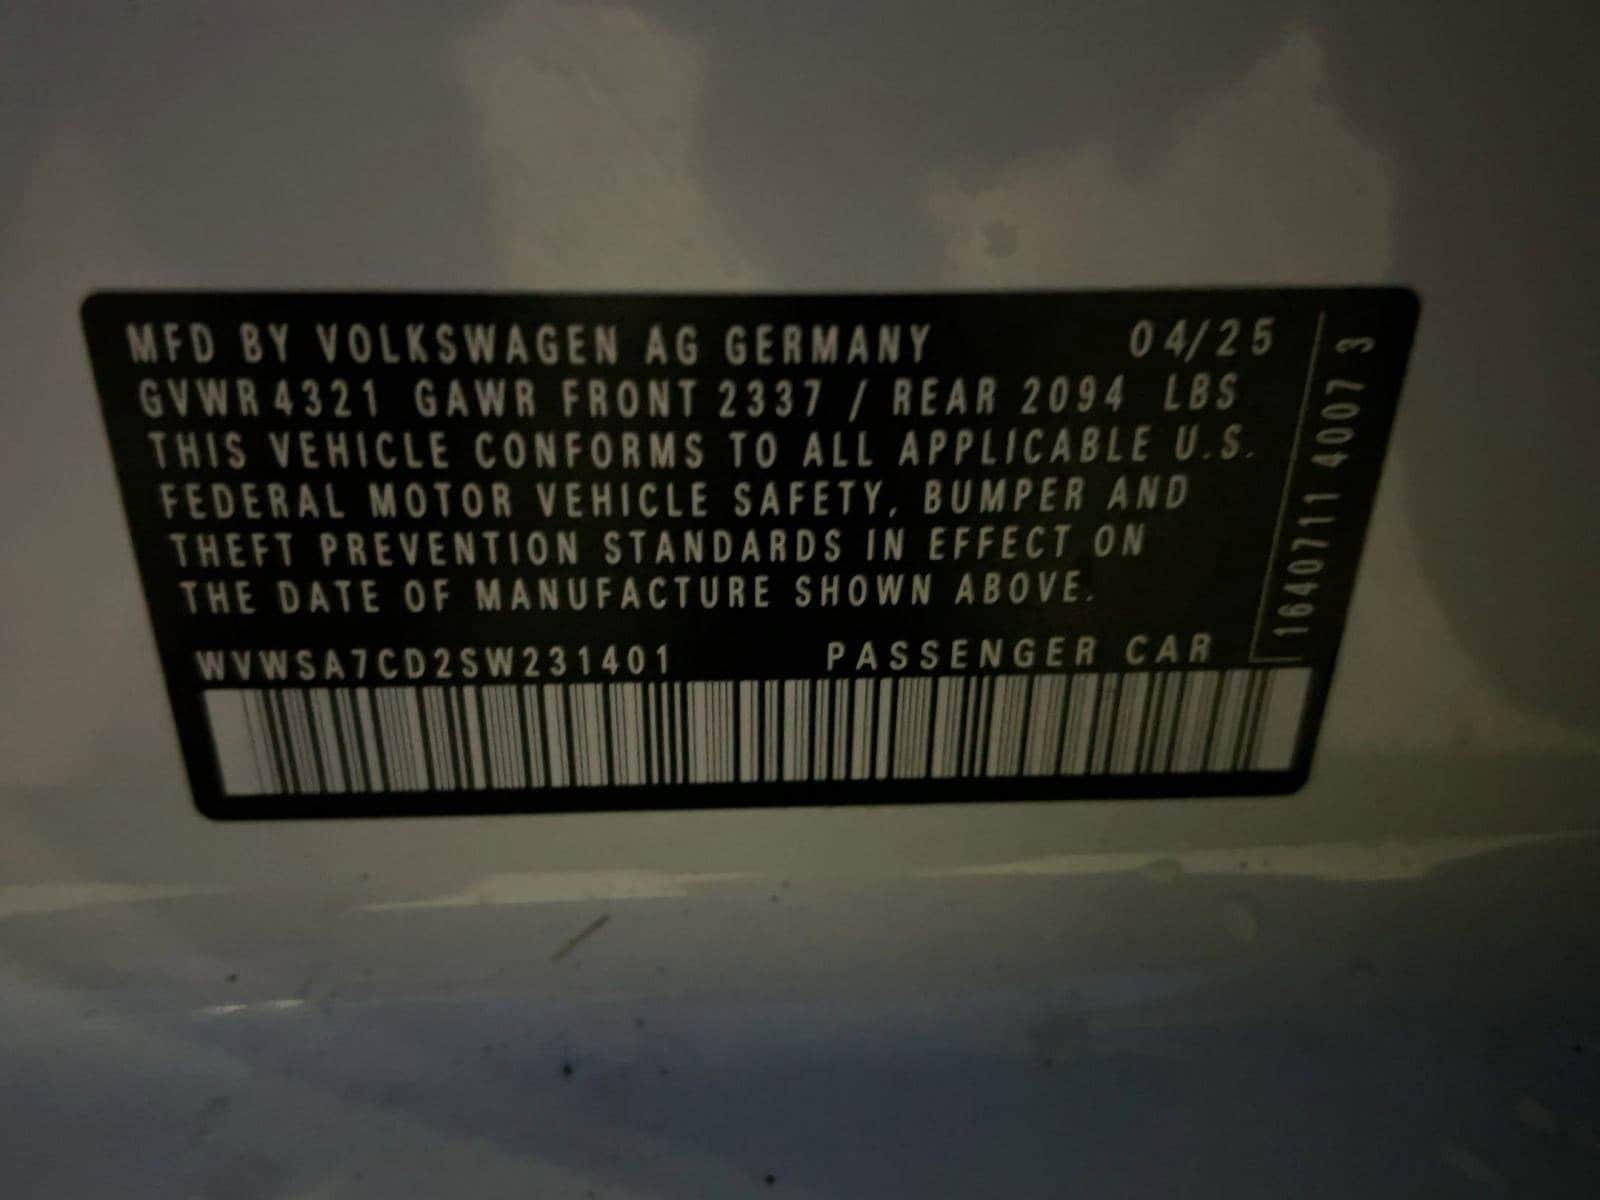 MFD BY VOLKSWAGEN AG GERMANY 04/25
GVWR 4321 GAWR FRONT 2337 / REAR 2094 LBS
THIS VEHICLE CONFORMS TO ALL APPLICABLE U.S.
FEDERAL MOTOR VEHICLE SAFETY, BUMPER AND
THEFT PREVENTION STANDARDS IN EFFECT ON
THE DATE OF MANUFACTURE SHOWN ABOVE.
WVWSA7CD2SW231401 PASSENGER CAR
1640711 4007 3